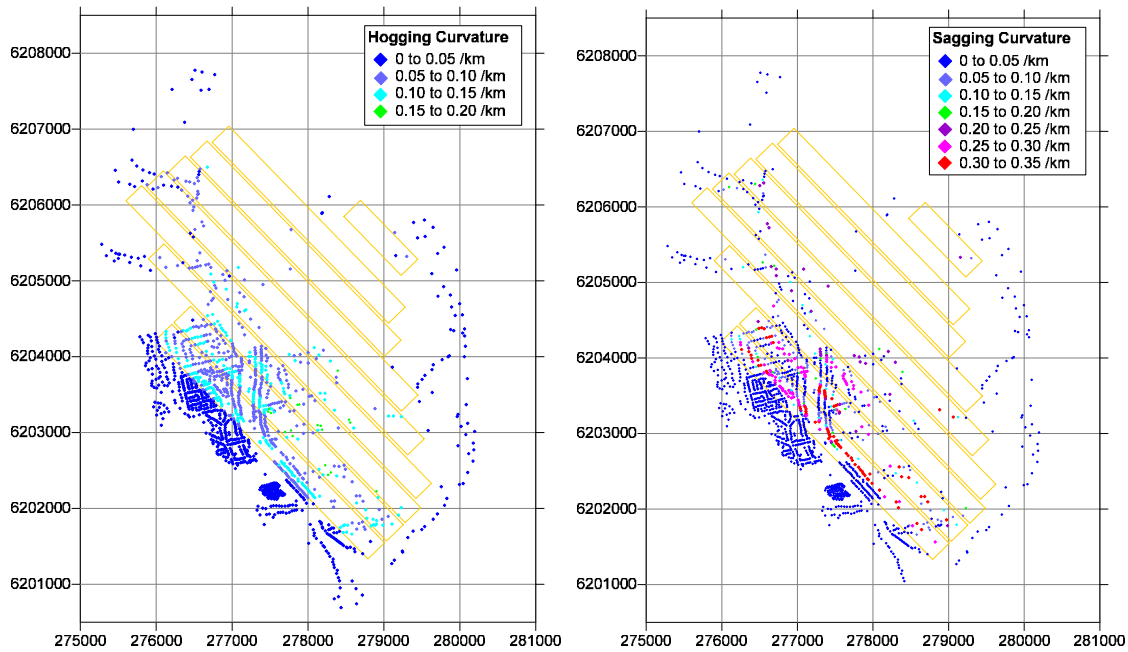 Hogging Curvature
0 to 0.05 /km
0.05 to 0.10 /km
0.10 to 0.15 /km
0.15 to 0.20 /km
6208000
6207000
6206000
6205000
6204000
6203000
6202000
6201000
275000 276000 277000 278000 279000 280000 281000
Sagging Curvature
0 to 0.05 /km
0.05 to 0.10 /km
0.10 to 0.15 /km
0.15 to 0.20 /km
0.20 to 0.25 /km
0.25 to 0.30 /km
0.30 to 0.35 /km
6208000
6207000
6206000
6205000
6204000
6203000
6202000
6201000
275000 276000 277000 278000 279000 280000 281000